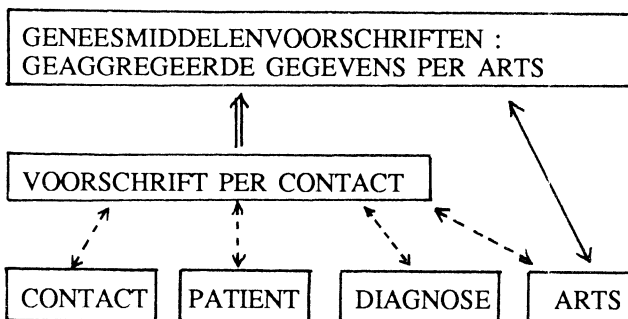 GENEESMIDDELENVOORSCHRIFTEN :
GEAGGREGEERDE GEGEVENS PER ARTS
VOORSCHRIFT PER CONTACT
CONTACT
PATIENT
DIAGNOSE
ARTS